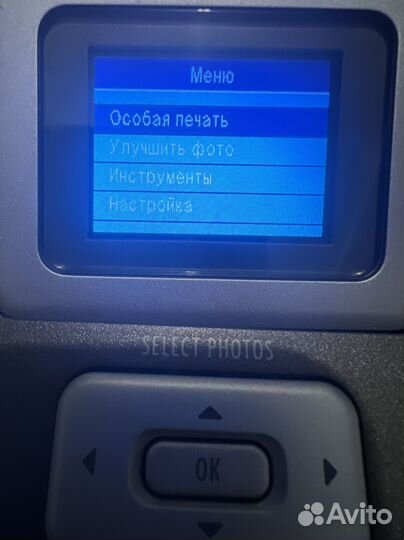 Меню
Особая печать
Улучшить фото
Инструменты
Настройка
SELECT PHOTOS
OK
Avito